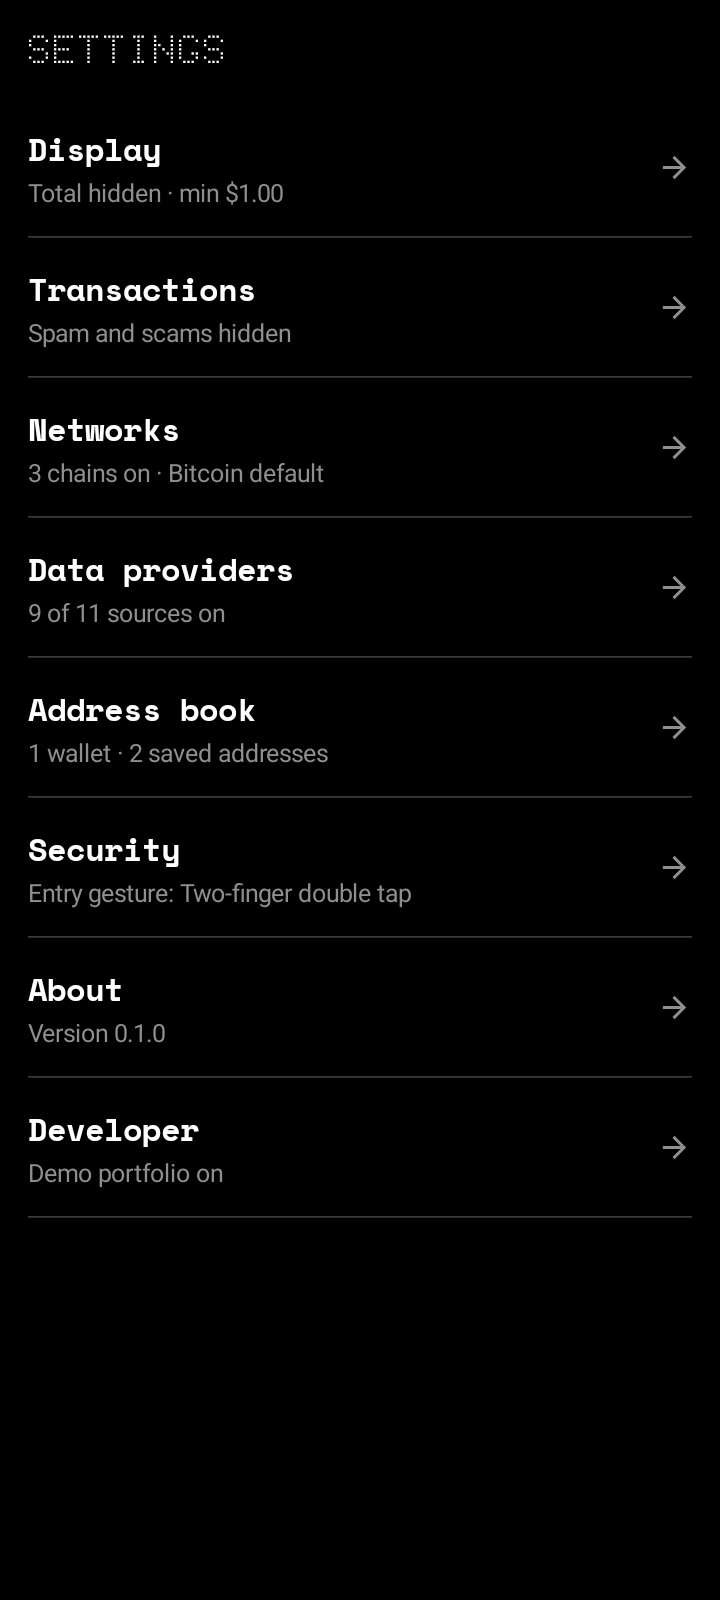 SETTINGS
Display
Total hidden · min $1.00
Transactions
Spam and scams hidden
Networks
3 chains on · Bitcoin default
Data providers
9 of 11 sources on
Address book
1 wallet · 2 saved addresses
Security
Entry gesture: Two-finger double tap
About
Version 0.1.0
Developer
Demo portfolio on